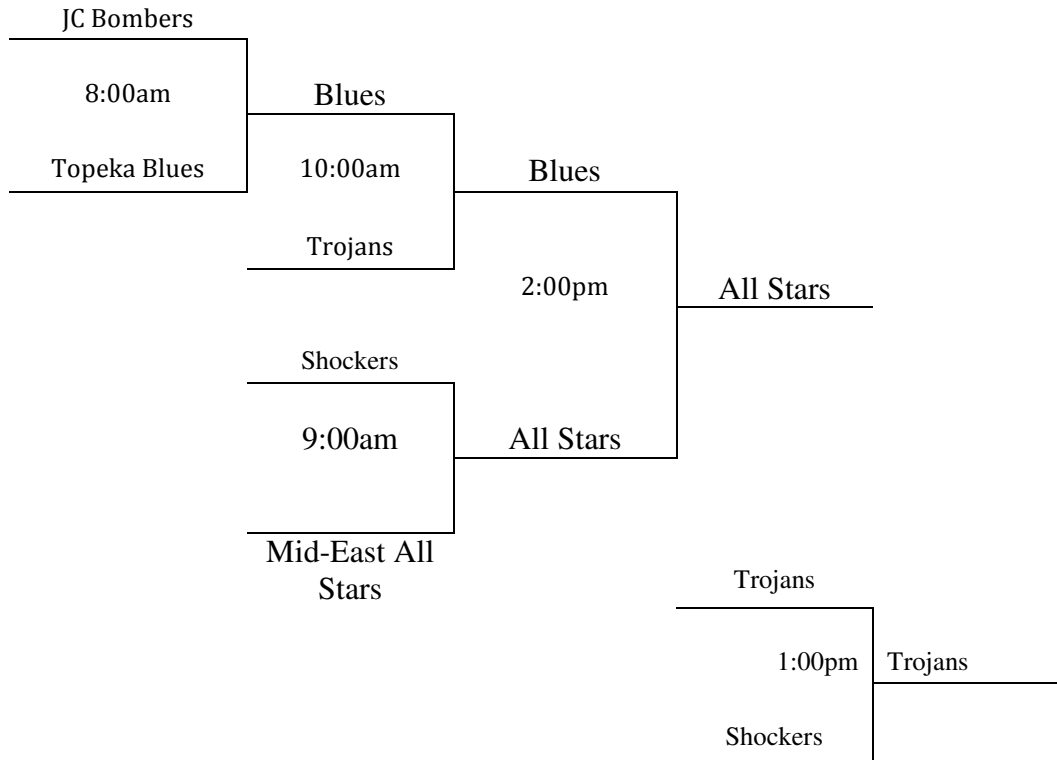 JC Bombers
8:00am
Blues
Topeka Blues
10:00am
Blues
Trojans
2:00pm
All Stars
Shockers
9:00am
All Stars
Mid-East All
Stars
Trojans
1:00pm
Trojans
Shockers